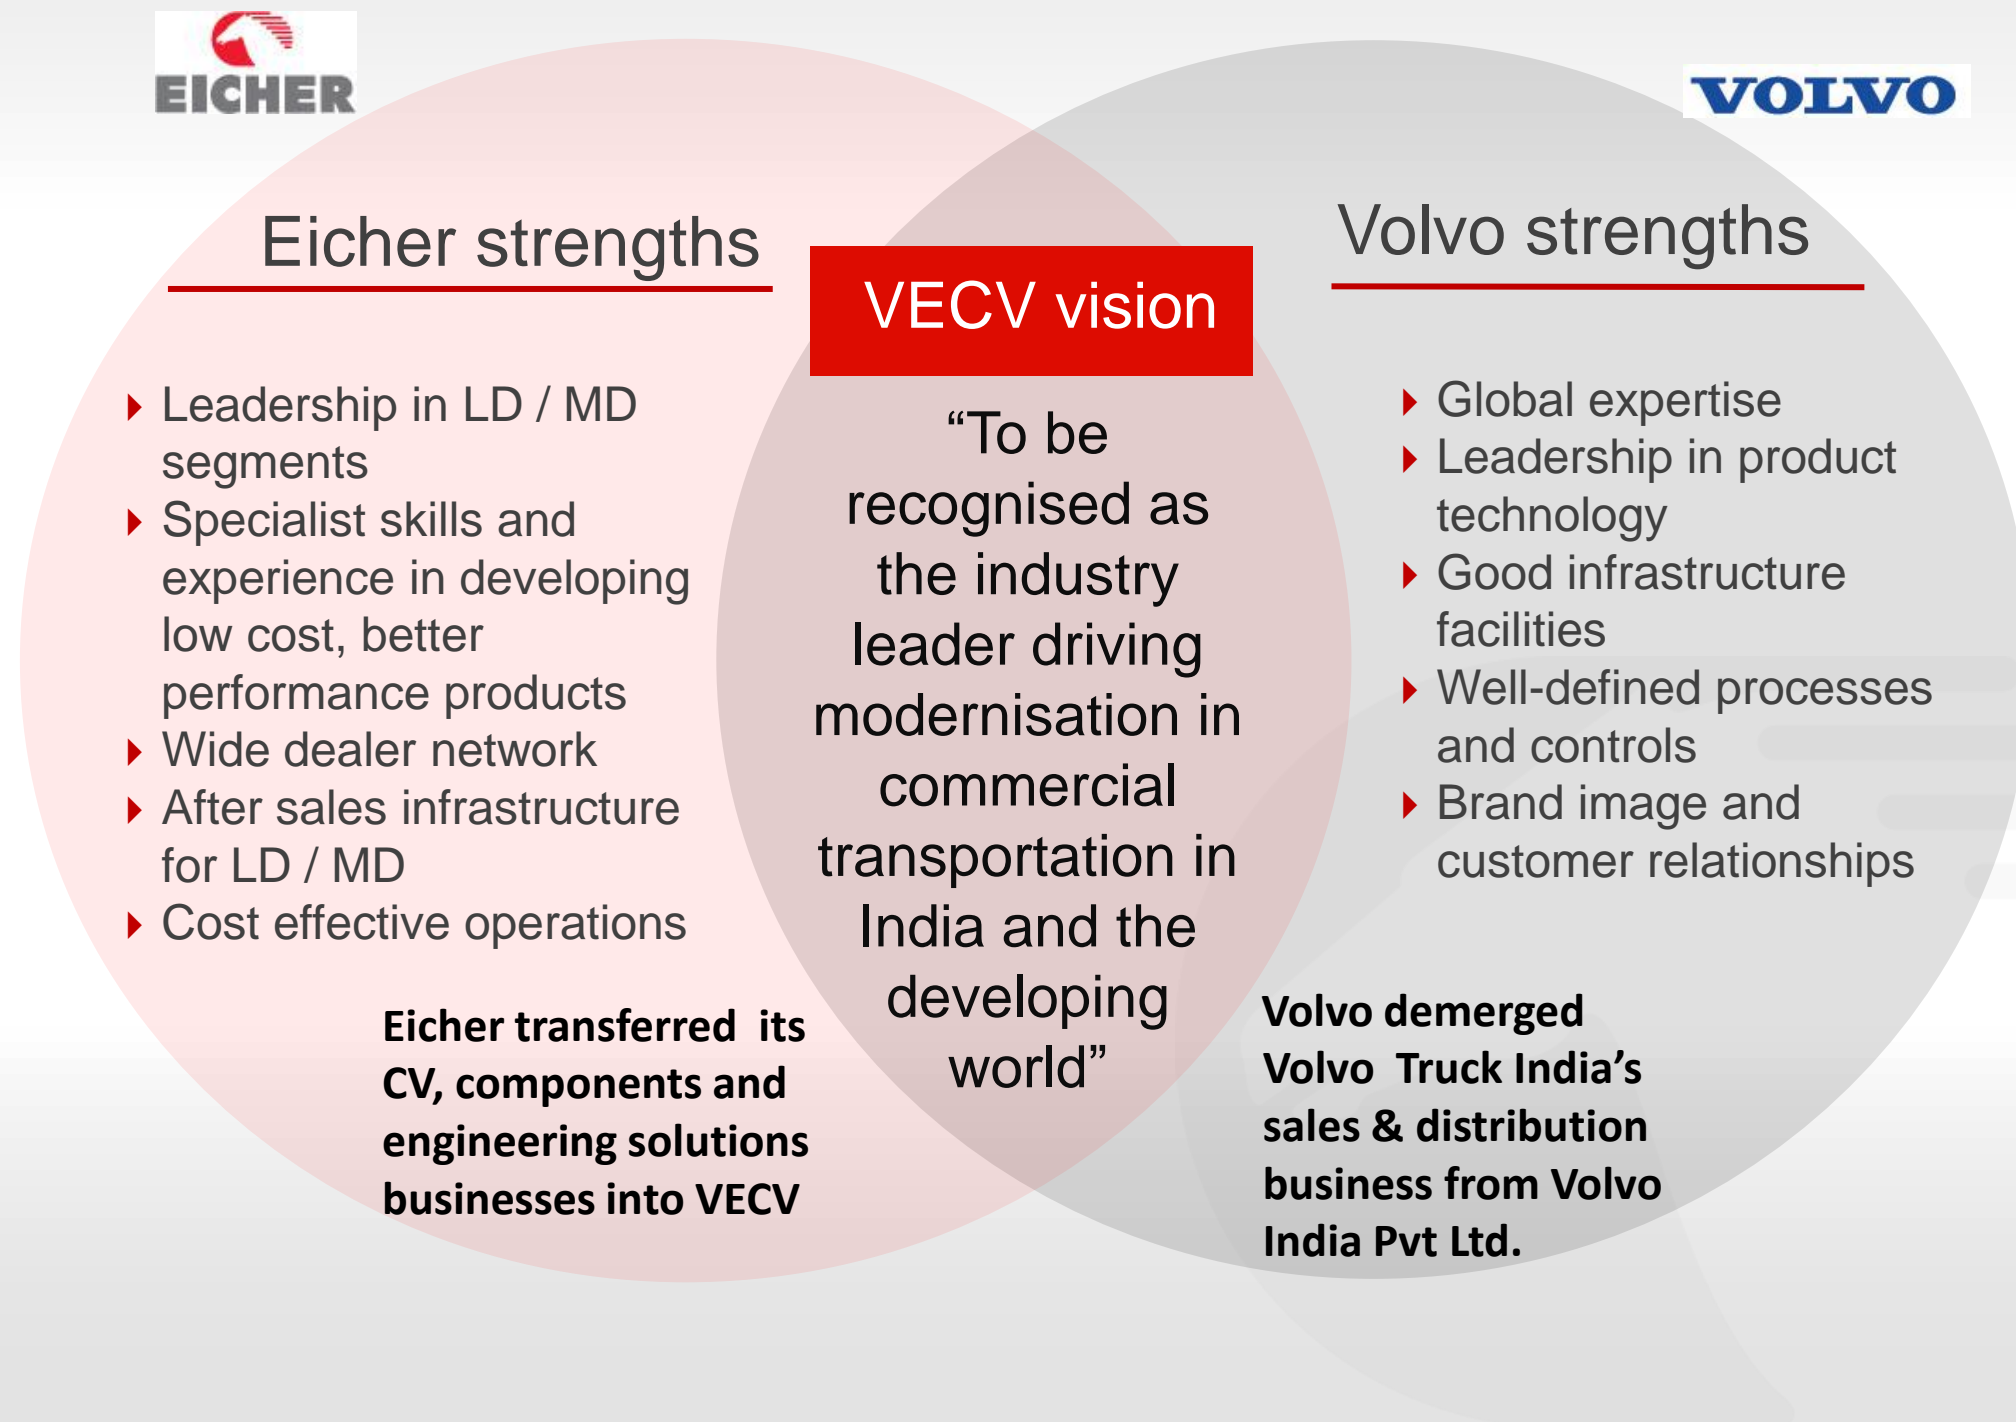 EICHER
VOLVO
Eicher strengths
Leadership in LD / MD
segments
Specialist skills and
experience in developing
low cost, better
performance products
Wide dealer network
After sales infrastructure
for LD / MD
Cost effective operations
Eicher transferred its
CV, components and
engineering solutions
businesses into VECV
VECV vision
“To be
recognised as
the industry
leader driving
modernisation in
commercial
transportation in
India and the
developing
world”
Volvo strengths
Global expertise
Leadership in product
technology
Good infrastructure
facilities
Well-defined processes
and controls
Brand image and
customer relationships
Volvo demerged
Volvo Truck India’s
sales & distribution
business from Volvo
India Pvt Ltd.